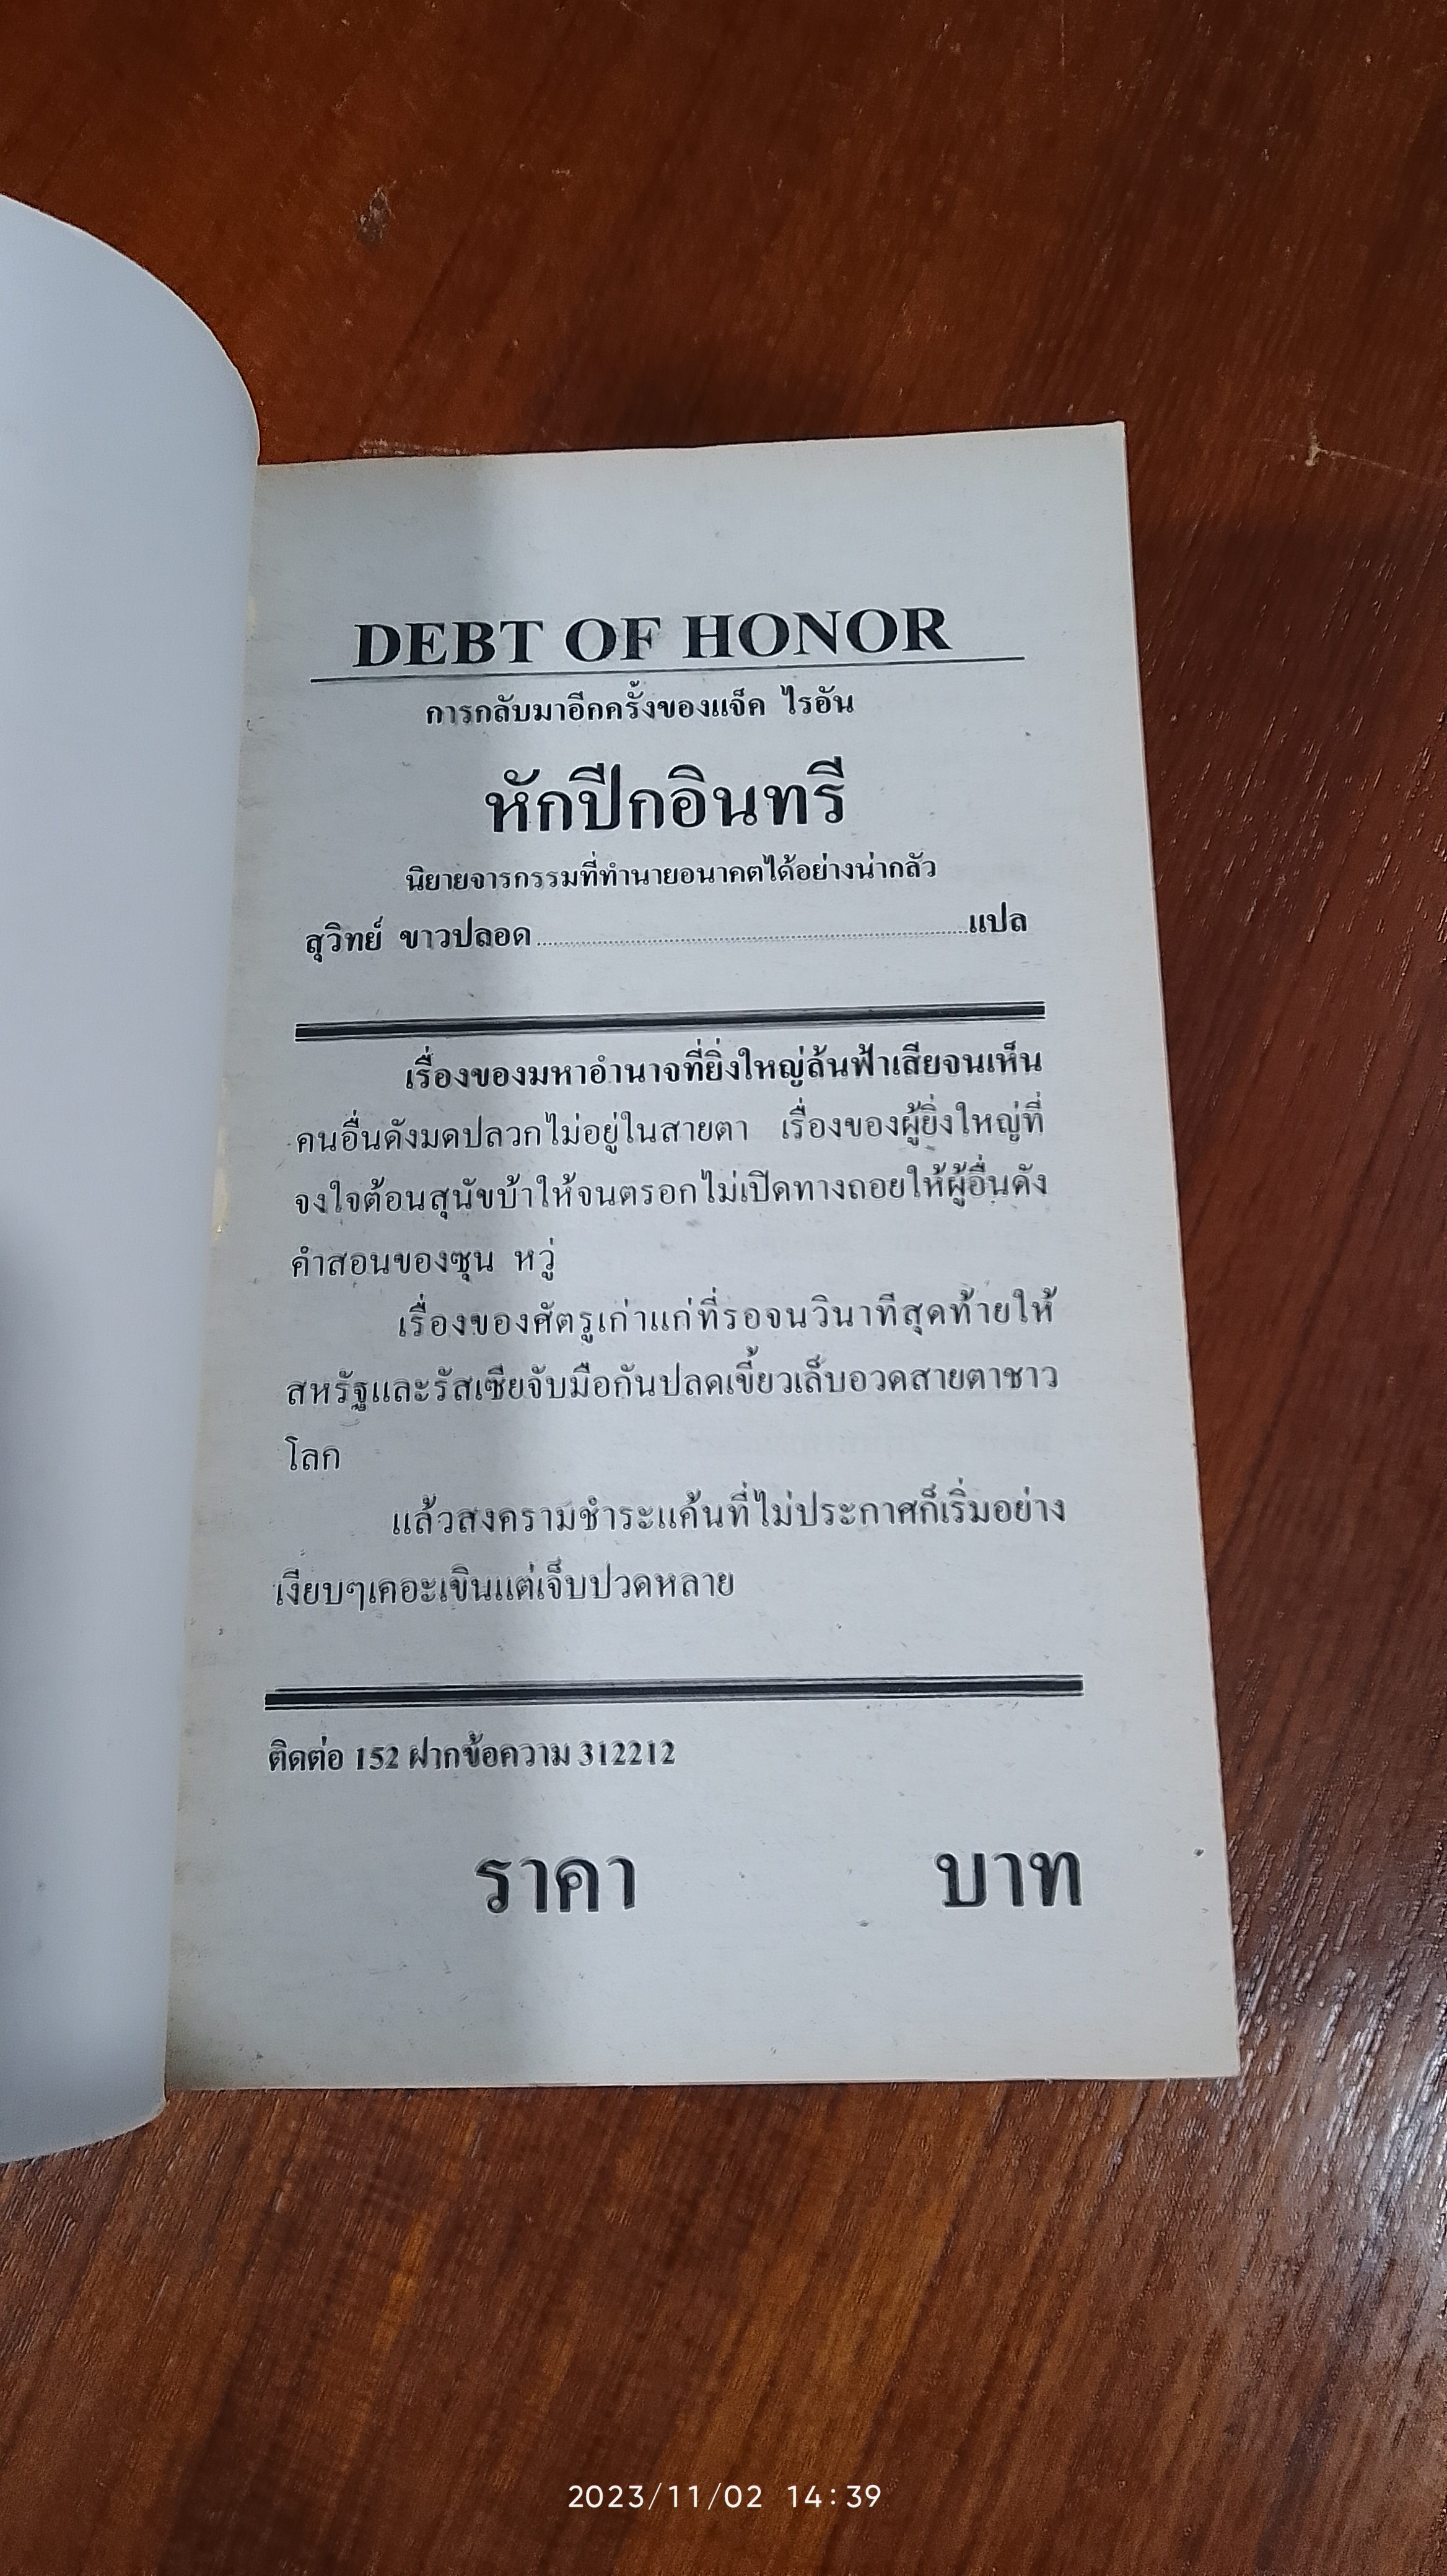 DEBT OF HONOR
การกลับมาอีกครั้งของแจ็ค ไรอัน
หักปีกอินทรี
นิยายจารกรรมที่ทำนายอนาคตได้อย่างน่ากลัว
สุวิทย์ ขาวปลอด........................................แปล
เรื่องของมหาอำนาจที่ยิ่งใหญ่ล้นฟ้าเสียจนเห็น
คนอื่นดังมดปลวกไม่อยู่ในสายตา เรื่องของผู้ยิ่งใหญ่ที่
จงใจต้อนสุนัขบ้าให้จนตรอกไม่เปิดทางถอยให้ผู้อื่นดัง
คำสอนของซุน หวู่
เรื่องของศัตรูเก่าแก่ที่รอจนวินาทีสุดท้ายให้
สหรัฐและรัสเซียจับมือกันปลดเขี้ยวเล็บอวดสายตาชาว
โลก
แล้วสงครามชำระแค้นที่ไม่ประกาศก็เริ่มอย่าง
เงียบๆเคอะเขินแต่เจ็บปวดหลาย
ติดต่อ 152 ฝากข้อความ 312212
ราคา บาท
2023/11/02 14:39